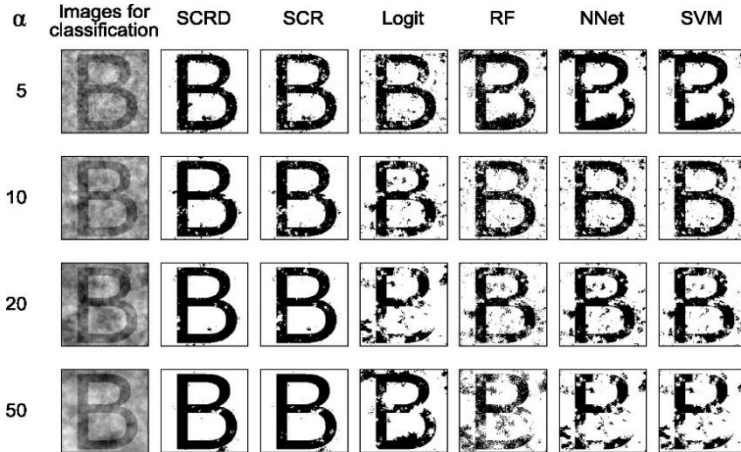 α Images for classification SCRD SCR Logit RF NNet SVM
5 B B B B B B B
10 B B B B B B B
20 B B B B B B B
50 B B B B B B B